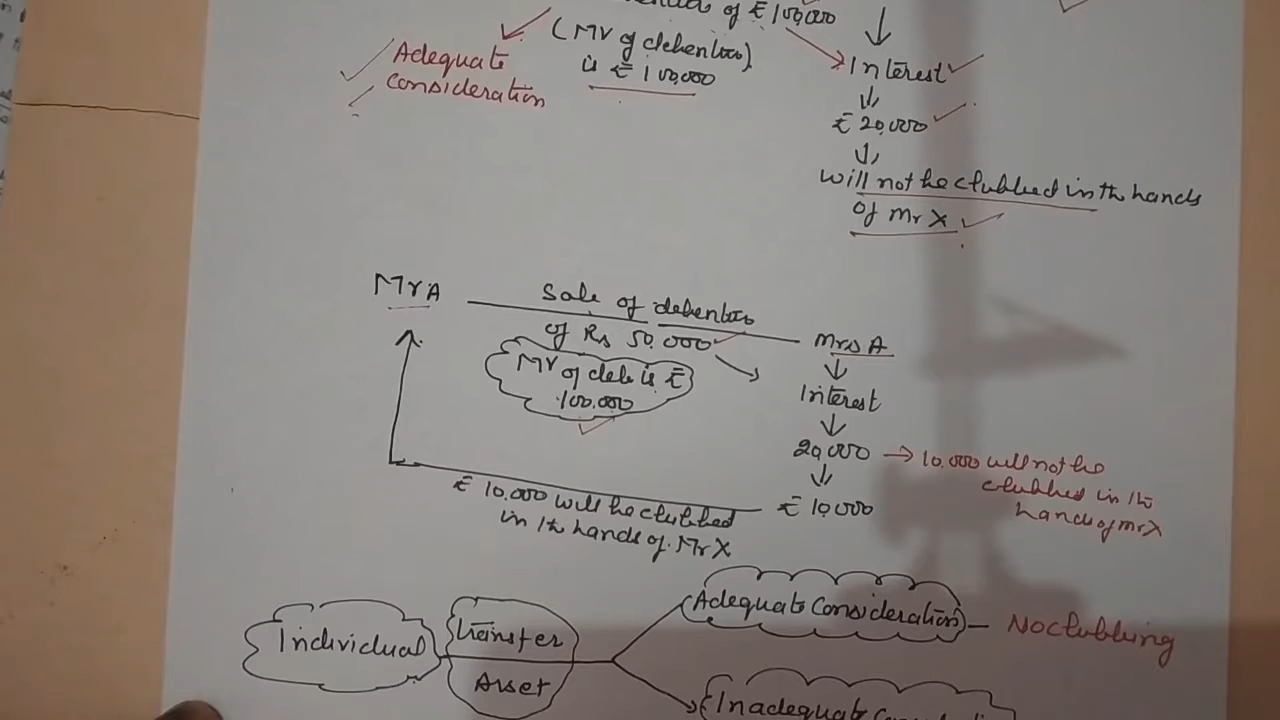 of ₹ 100,000
(MV of debentures)
is ₹ 100,000
Adequate
Consideration
Interest
₹ 20,000
will not be clubbed in the hands
of Mr X
Mr A
Sale of debentures
of Rs 50,000
MV of deb is ₹
100,000
Mrs A
Interest
20,000
₹ 10,000
10,000 will not be
clubbed in the
hands of Mr X
₹ 10,000 will be clubbed
in the hands of Mr X
Individual
transfer
Asset
Adequate Consideration
No clubbing
Inadequate